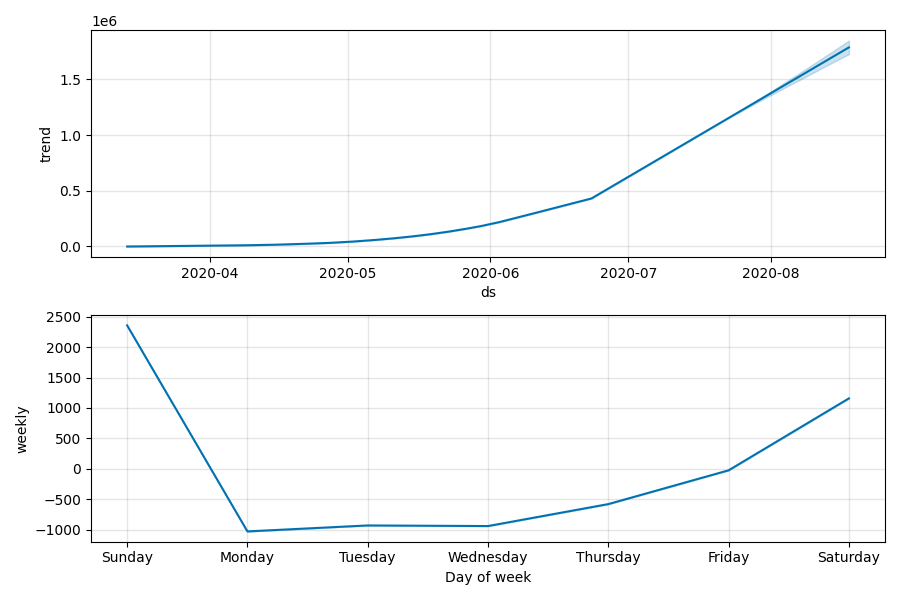 1e6
1.5
1.0
0.5
0.0
trend
2020-04 2020-05 2020-06 2020-07 2020-08
ds
2500
2000
1500
1000
500
0
−500
−1000
weekly
Sunday Monday Tuesday Wednesday Thursday Friday Saturday
Day of week